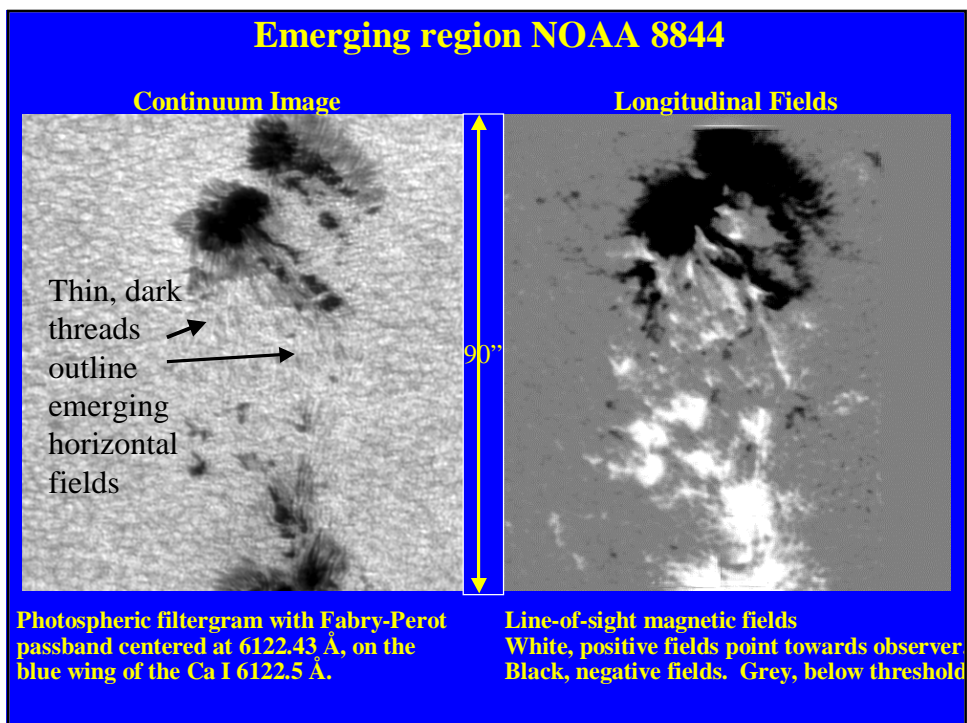 Emerging region NOAA 8844
Continuum Image
Longitudinal Fields
Thin, dark
threads
outline
emerging
horizontal
fields
90”
Photospheric filtergram with Fabry-Perot
passband centered at 6122.43 Å, on the
blue wing of the Ca I 6122.5 Å.
Line-of-sight magnetic fields
White, positive fields point towards observer.
Black, negative fields.  Grey, below threshold